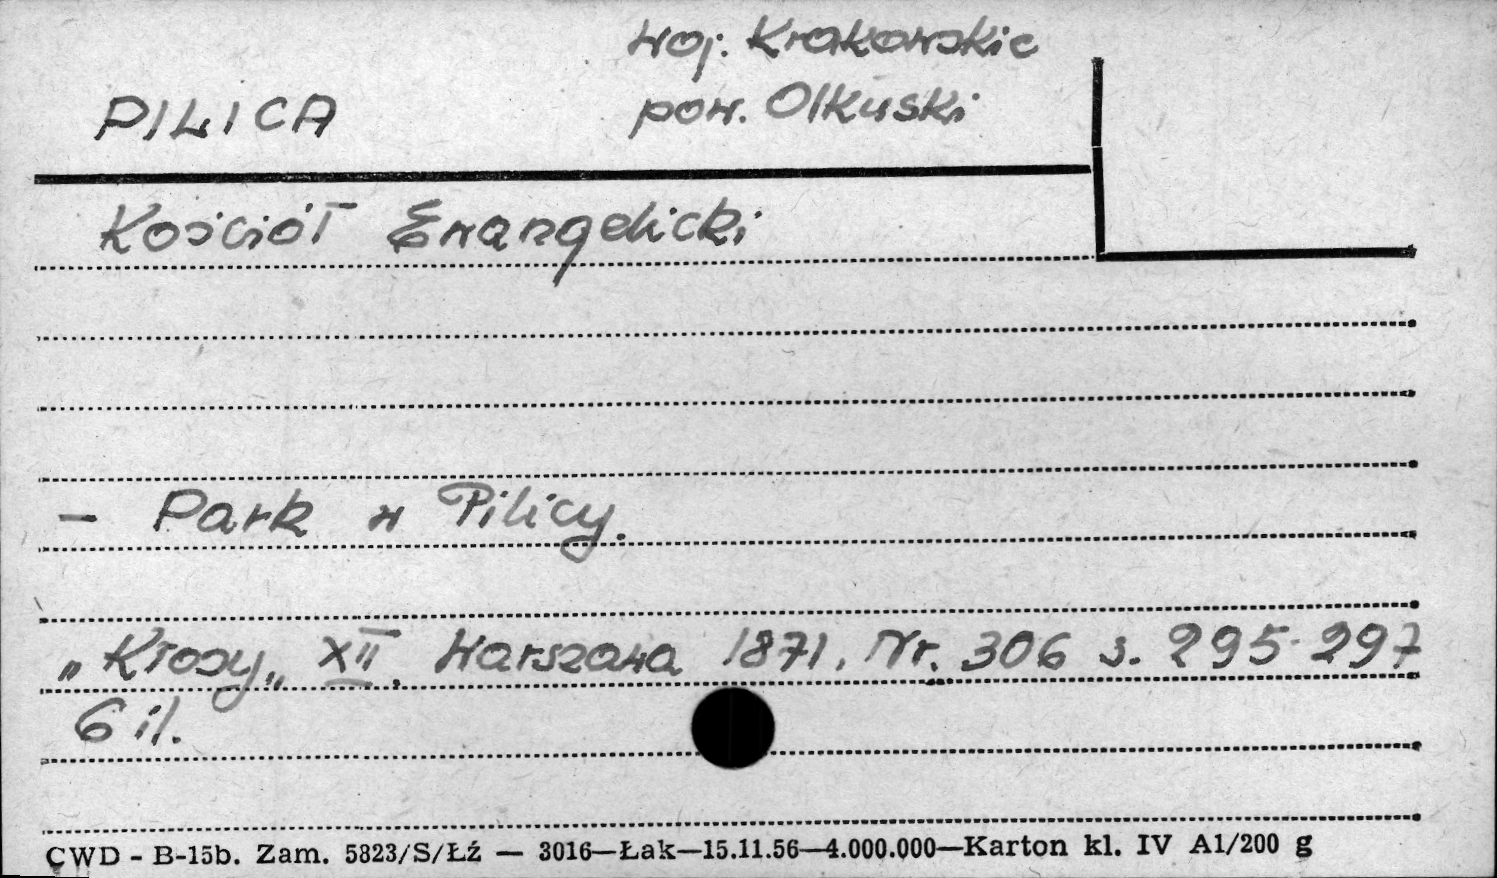 woj. Krakowskie
PILICA
pow. Olkuski
Kościół Ewangelicki
- Park w Pilicy.
„Kłosy„ XII. Warszawa 1871. Nr. 306 s. 295-297
6 il.
CWD - B-15b. Zam. 5823/S/Łź — 3016—Łak—15.11.56—4.000.000—Karton kl. IV A1/200 g